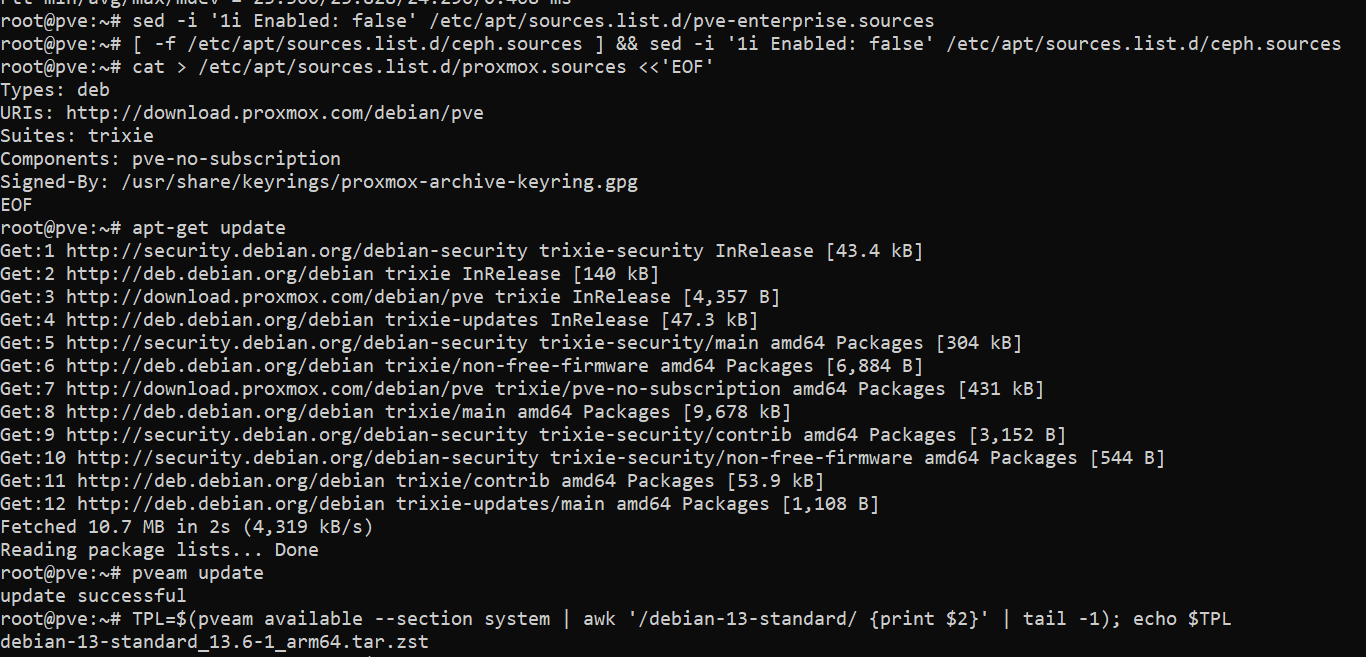 rtt min/avg/max/mdev = 23.566/23.828/24.296/0.408 ms
root@pve:~# sed -i '1i Enabled: false' /etc/apt/sources.list.d/pve-enterprise.sources
root@pve:~# [ -f /etc/apt/sources.list.d/ceph.sources ] && sed -i '1i Enabled: false' /etc/apt/sources.list.d/ceph.sources
root@pve:~# cat > /etc/apt/sources.list.d/proxmox.sources <<'EOF'
Types: deb
URIs: http://download.proxmox.com/debian/pve
Suites: trixie
Components: pve-no-subscription
Signed-By: /usr/share/keyrings/proxmox-archive-keyring.gpg
EOF
root@pve:~# apt-get update
Get:1 http://security.debian.org/debian-security trixie-security InRelease [43.4 kB]
Get:2 http://deb.debian.org/debian trixie InRelease [140 kB]
Get:3 http://download.proxmox.com/debian/pve trixie InRelease [4,357 B]
Get:4 http://deb.debian.org/debian trixie-updates InRelease [47.3 kB]
Get:5 http://security.debian.org/debian-security trixie-security/main amd64 Packages [304 kB]
Get:6 http://deb.debian.org/debian trixie/non-free-firmware amd64 Packages [6,884 B]
Get:7 http://download.proxmox.com/debian/pve trixie/pve-no-subscription amd64 Packages [431 kB]
Get:8 http://deb.debian.org/debian trixie/main amd64 Packages [9,678 kB]
Get:9 http://security.debian.org/debian-security trixie-security/contrib amd64 Packages [3,152 B]
Get:10 http://security.debian.org/debian-security trixie-security/non-free-firmware amd64 Packages [544 B]
Get:11 http://deb.debian.org/debian trixie/contrib amd64 Packages [53.9 kB]
Get:12 http://deb.debian.org/debian trixie-updates/main amd64 Packages [1,108 B]
Fetched 10.7 MB in 2s (4,319 kB/s)
Reading package lists... Done
root@pve:~# pveam update
update successful
root@pve:~# TPL=$(pveam available --section system | awk '/debian-13-standard/ {print $2}' | tail -1); echo $TPL
debian-13-standard_13.6-1_arm64.tar.zst